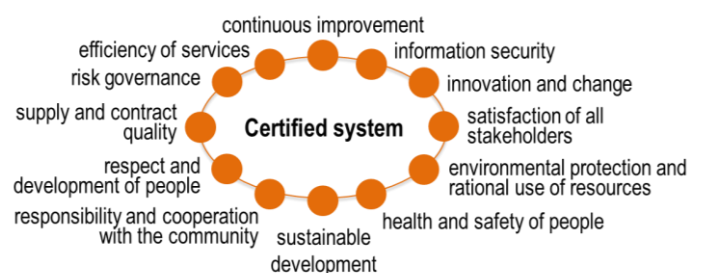 continuous improvement
efficiency of services
information security
risk governance
innovation and change
supply and contract
quality
Certified system
satisfaction of all
stakeholders
respect and
development of people
environmental protection and
rational use of resources
responsibility and cooperation
with the community
health and safety of people
sustainable
development